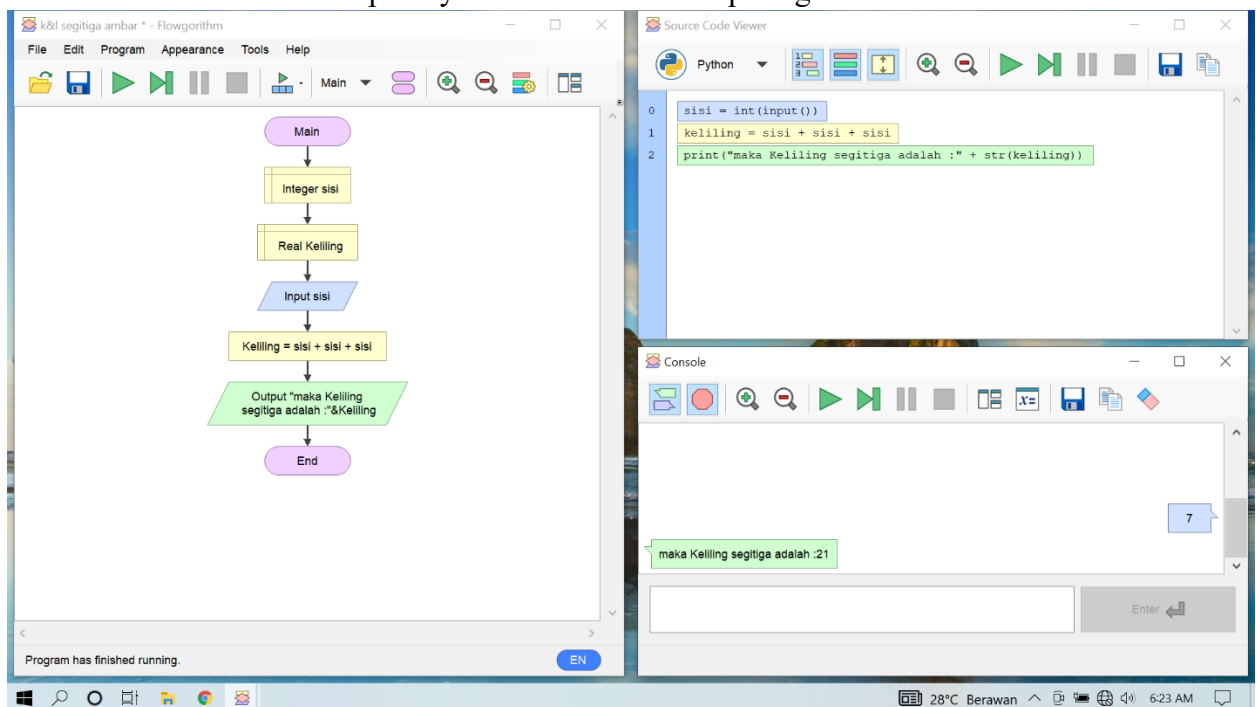 k&l segitiga ambar * - Flowgorithm
File Edit Program Appearance Tools Help
Main
Main
Integer sisi
Real Keliling
Input sisi
Keliling = sisi + sisi + sisi
Output "maka Keliling
segitiga adalah :"&Keliling
End
Program has finished running.
EN
Source Code Viewer
Python
0 sisi = int(input())
1 keliling = sisi + sisi + sisi
2 print("maka Keliling segitiga adalah :" + str(keliling))
Console
7
maka Keliling segitiga adalah :21
Enter
28°C Berawan
6:23 AM